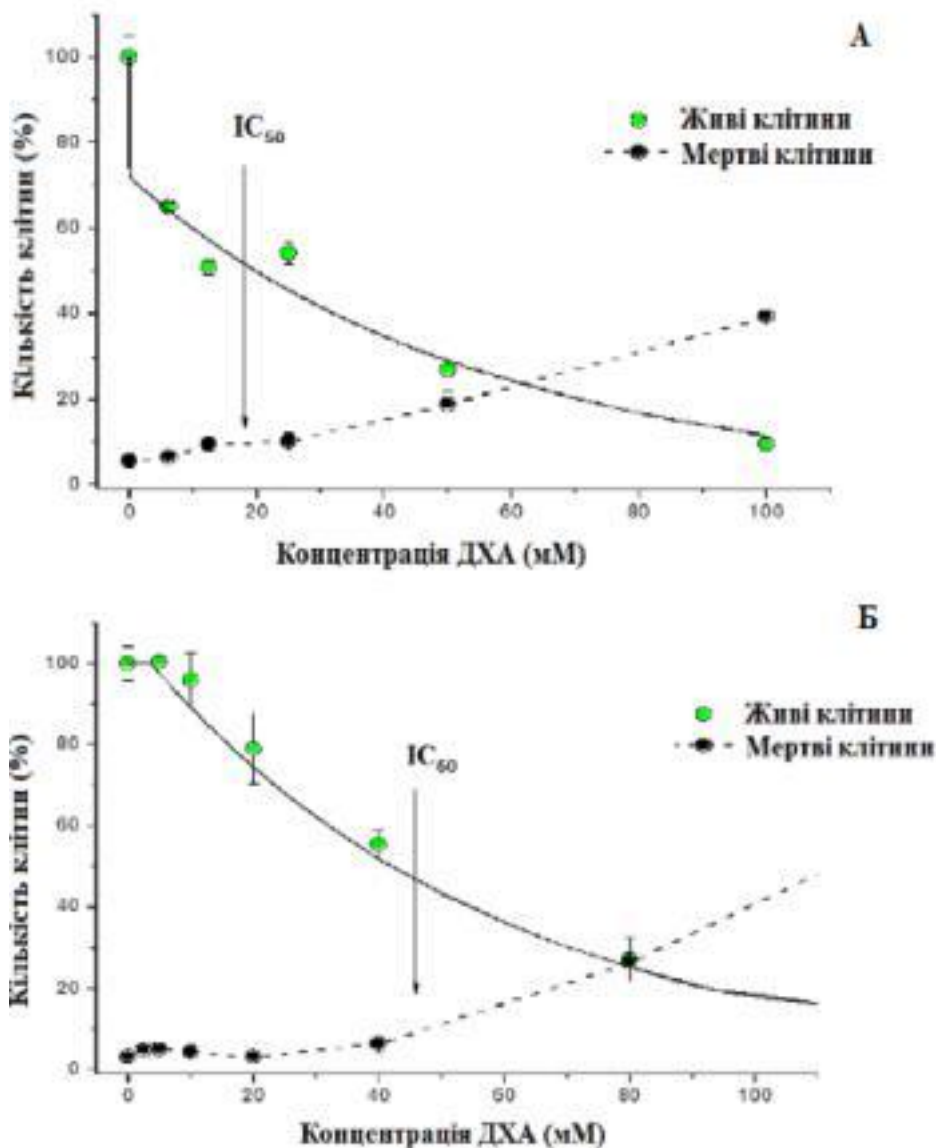 А
Кількість клітин (%)
100
80
60
40
20
0
IC50
Живі клітини
Мертві клітини
0 20 40 60 80 100
Концентрація ДХА (мМ)
Б
Кількість клітин (%)
100
80
60
40
20
0
IC50
Живі клітини
Мертві клітини
0 20 40 60 80 100
Концентрація ДХА (мМ)